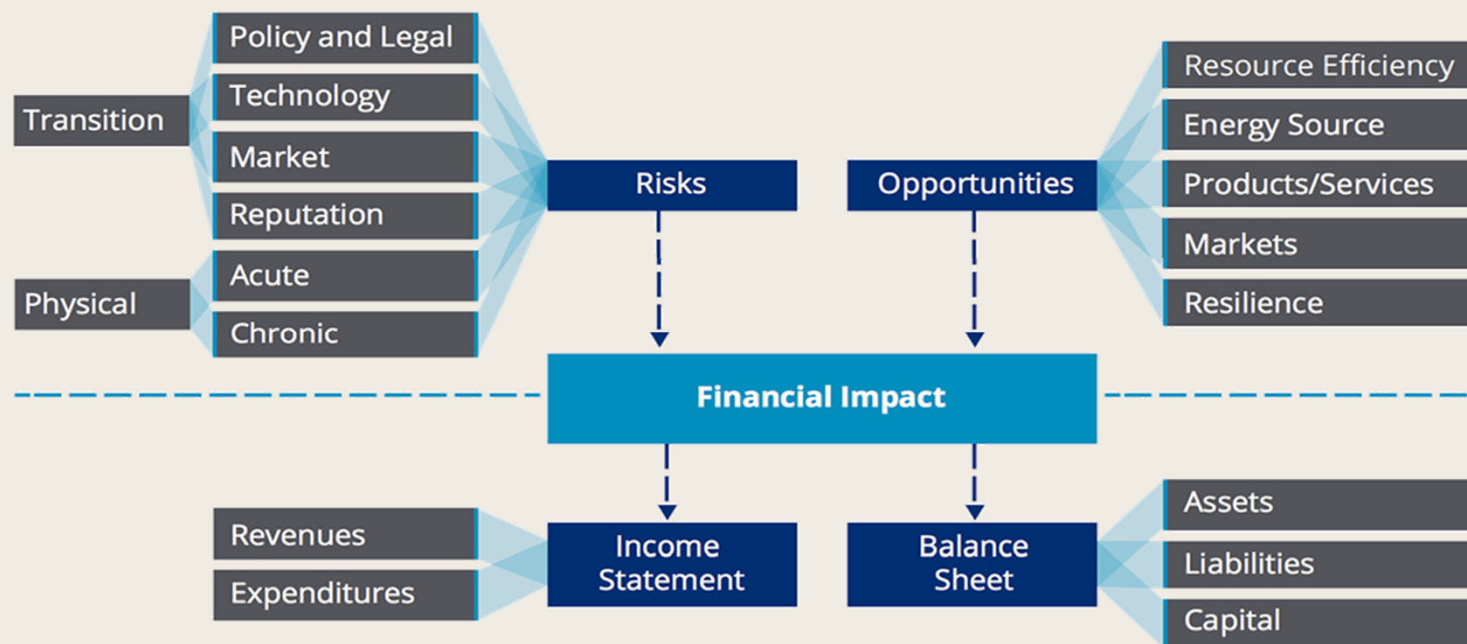 Transition
Policy and Legal
Technology
Market
Reputation
Physical
Acute
Chronic
Risks
Opportunities
Resource Efficiency
Energy Source
Products/Services
Markets
Resilience
Financial Impact
Revenues
Expenditures
Income
Statement
Balance
Sheet
Assets
Liabilities
Capital